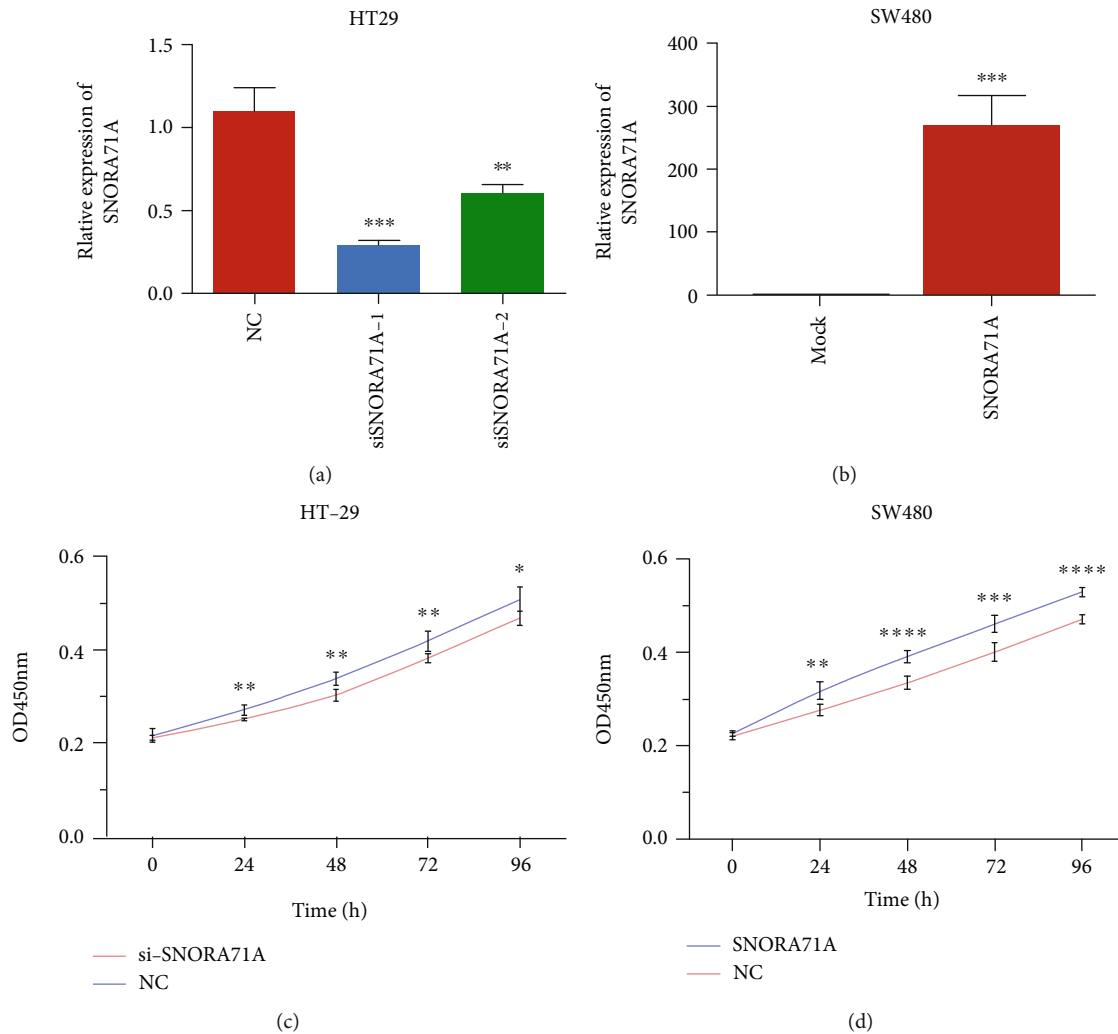 HT29
Rlative expression of
SNORA71A
1.5
1.0
0.5
0.0
***
**
NC
siSNORA71A–1
siSNORA71A–2
(a)
SW480
Rlative expression of
SNORA71A
400
300
200
100
0
***
Mock
SNORA71A
(b)
HT–29
OD450nm
0.6
0.4
0.2
0.0
**
**
**
*
0 24 48 72 96
Time (h)
si–SNORA71A
NC
(c)
SW480
OD450nm
0.6
0.4
0.2
0.0
**
****
***
****
0 24 48 72 96
Time (h)
SNORA71A
NC
(d)